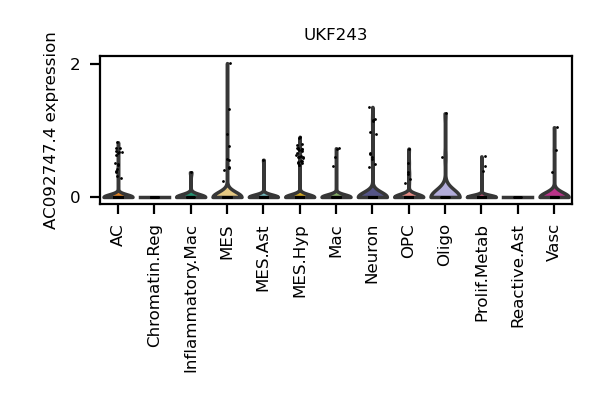 UKF243
AC092747.4 expression
2
0
AC
Chromatin.Reg
Inflammatory.Mac
MES
MES.Ast
MES.Hyp
Mac
Neuron
OPC
Oligo
Prolif.Metab
Reactive.Ast
Vasc